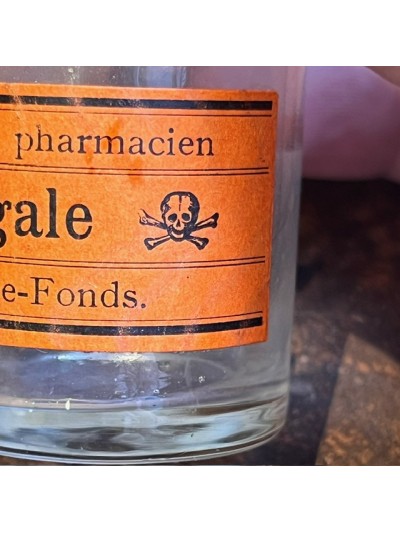 pharmacien
gale
e-Fonds.